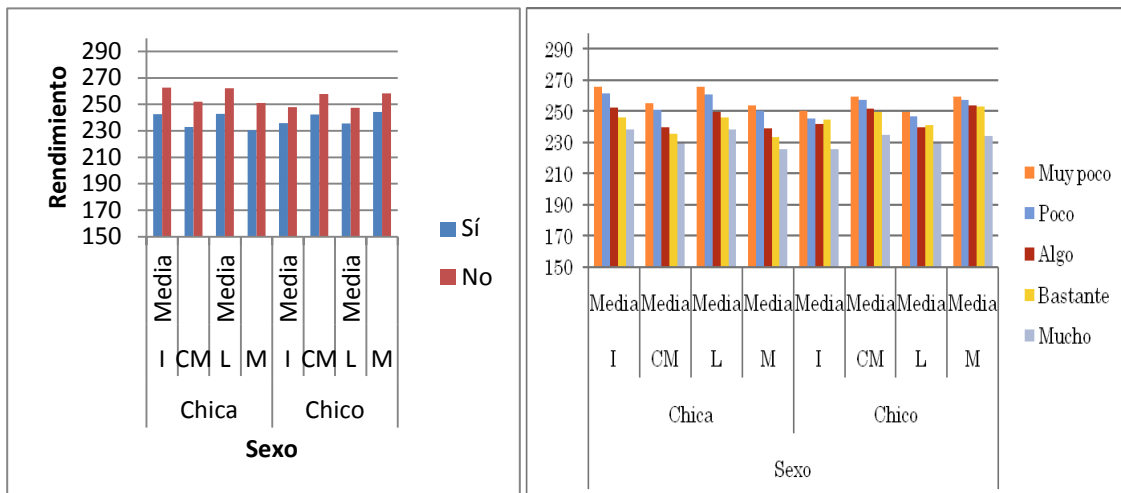 290
270
250
230
210
190
170
150
Rendimiento
Sí
No
Media Media Media Media
I CM L M I CM L M
Chica Chico
Sexo
290
270
250
230
210
190
170
150
Muy poco
Poco
Algo
Bastante
Mucho
Media Media Media Media Media Media Media Media
I CM L M I CM L M
Chica Chico
Sexo